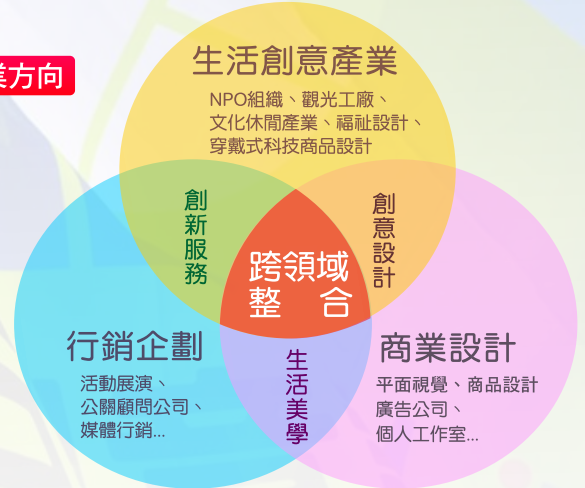 業方向
生活創意產業
NPO組織、觀光工廠、
文化休閒產業、福祉設計、
穿戴式科技商品設計
創新服務
創意設計
跨領域
整合
行銷企劃
活動展演、
公關顧問公司、
媒體行銷...
生活美學
商業設計
平面視覺、商品設計
廣告公司、
個人工作室...